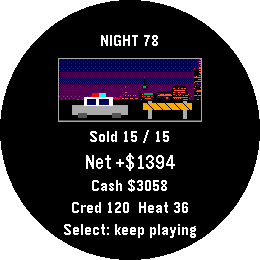 NIGHT 78
Sold 15 / 15
Net +$1394
Cash $3058
Cred 120 Heat 36
Select: keep playing